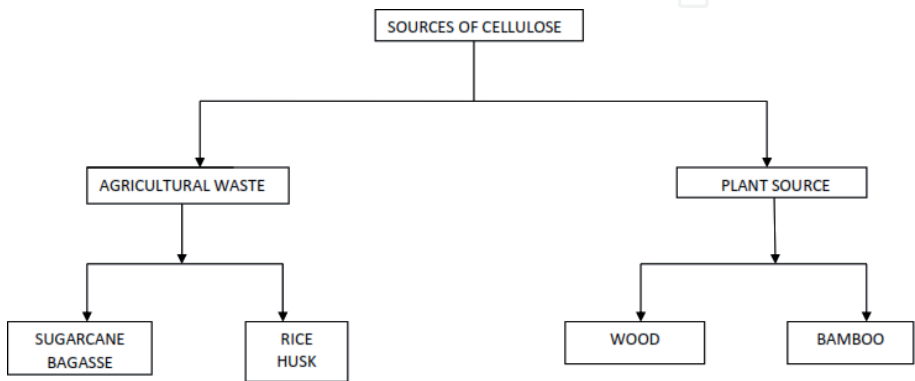 SOURCES OF CELLULOSE
AGRICULTURAL WASTE
PLANT SOURCE
SUGARCANE
BAGASSE
RICE
HUSK
WOOD
BAMBOO